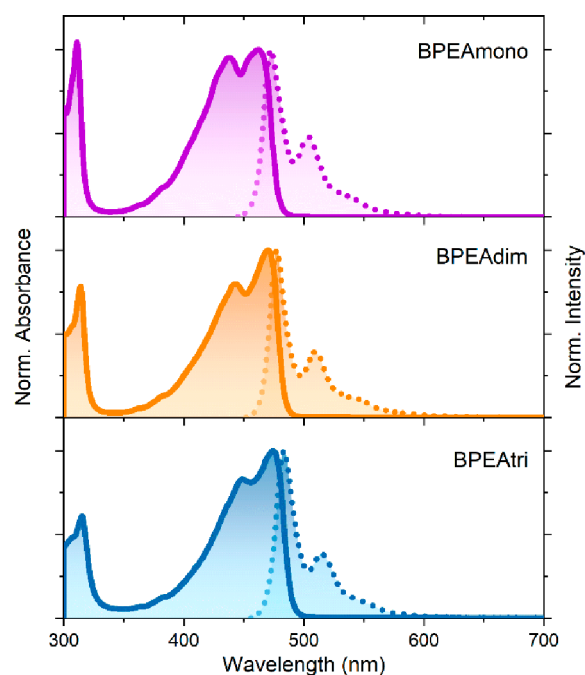 BPEAmono
BPEAdim
BPEAtri
Norm. Absorbance
Norm. Intensity
300 400 500 600 700
Wavelength (nm)